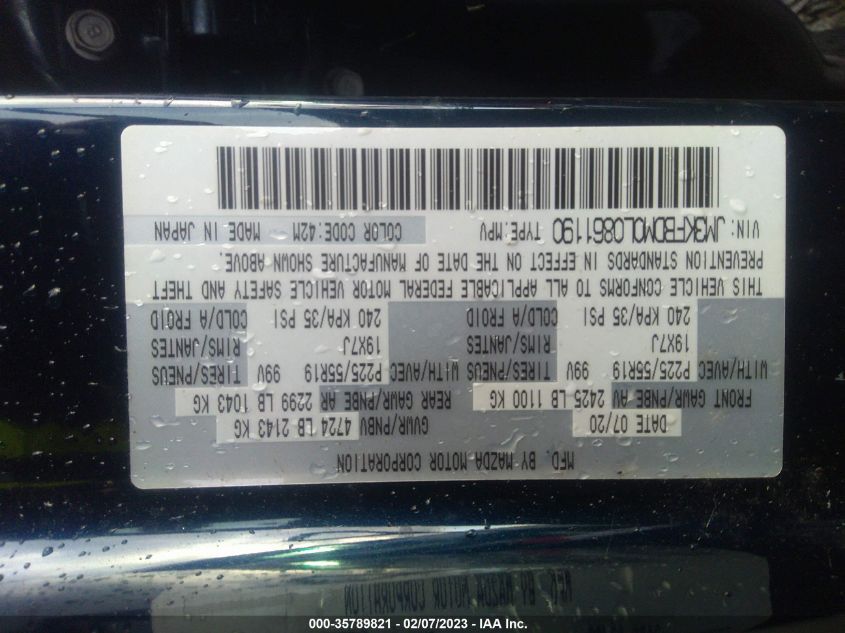 MFD. BY MAZDA MOTOR CORPORATION
DATE 07/20 GVWR/PNBV 4724 LB 2143 KG
FRONT GAWR/PNBE AV 2425 LB 1100 KG REAR GAWR/PNBE AR 2299 LB 1043 KG
WITH/AVEC P225/55R19 99V TIRES/PNEUS WITH/AVEC P225/55R19 99V TIRES/PNEUS
19X7J RIMS/JANTES 19X7J RIMS/JANTES
240 KPA/35 PSI COLD/A FROID 240 KPA/35 PSI COLD/A FROID
THIS VEHICLE CONFORMS TO ALL APPLICABLE FEDERAL MOTOR VEHICLE SAFETY AND THEFT
PREVENTION STANDARDS IN EFFECT ON THE DATE OF MANUFACTURE SHOWN ABOVE.
VIN: JM3KFBDM0L0861190 TYPE:MPV COLOR CODE:42M MADE IN JAPAN
MFD. BY MAZDA MOTOR CORPORATION
000-35789821 - 02/07/2023 - IAA Inc.